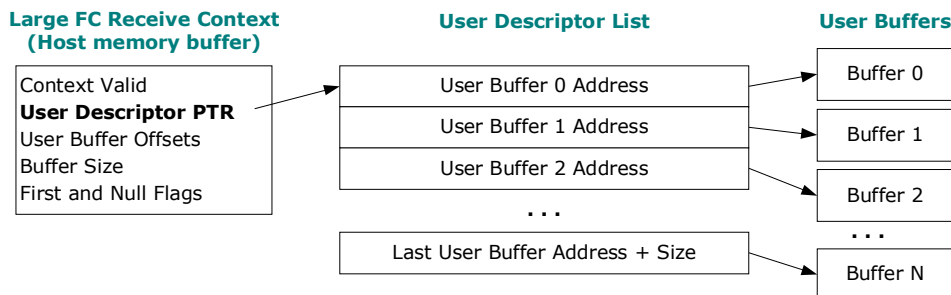 Large FC Receive Context
(Host memory buffer)
Context Valid
User Descriptor PTR
User Buffer Offsets
Buffer Size
First and Null Flags
User Descriptor List
User Buffer 0 Address
User Buffer 1 Address
User Buffer 2 Address
...
Last User Buffer Address + Size
User Buffers
Buffer 0
Buffer 1
Buffer 2
...
Buffer N